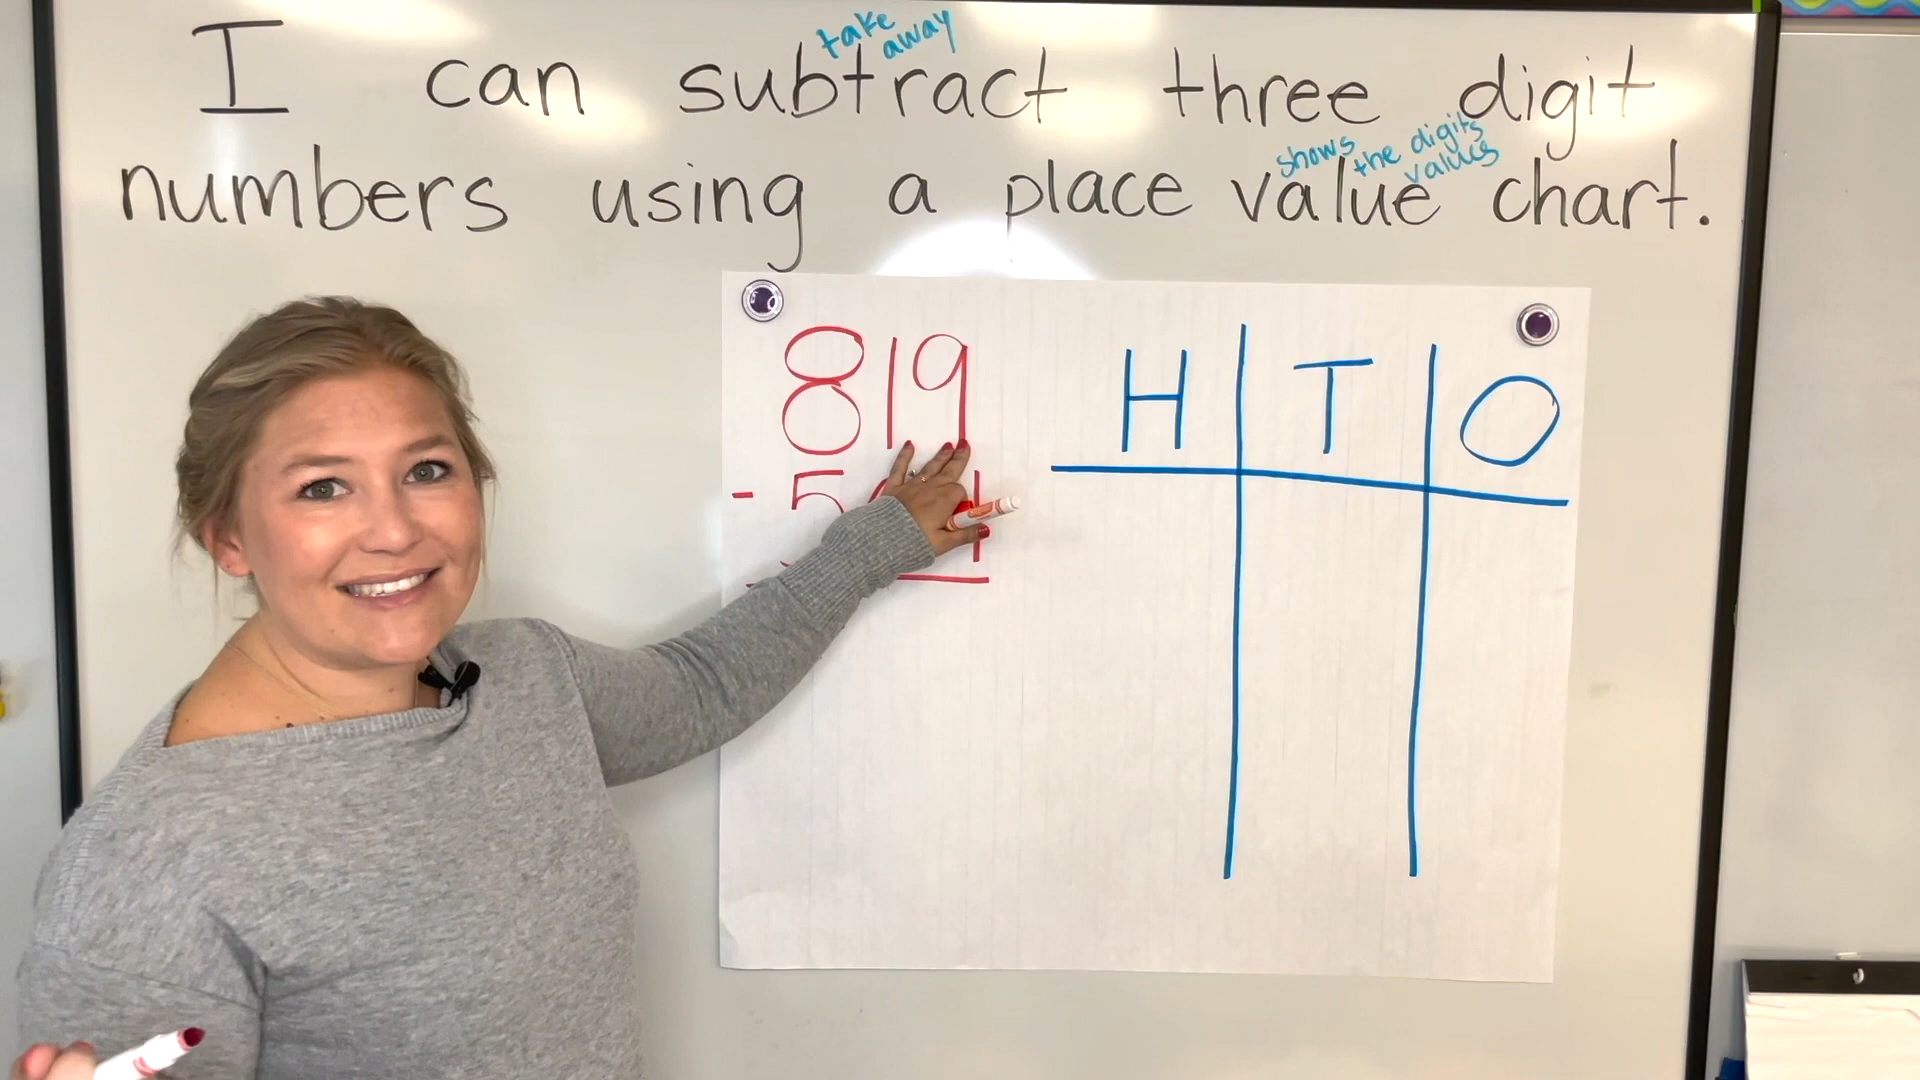 I can subtract three digit
take away
numbers using a place value chart.
shows the digits values
819
- 5
H T O